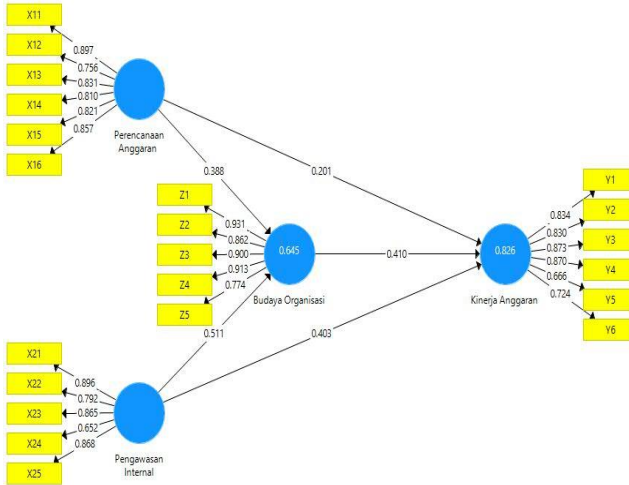 X11
X12
X13
X14
X15
X16
0.897
0.756
0.831
0.810
0.821
0.857
Perencanaan
Anggaran
0.388
0.201
Z1
Z2
Z3
Z4
Z5
0.931
0.862
0.900
0.913
0.774
0.645
Budaya Organisasi
0.410
0.826
Kinerja Anggaran
0.834
0.830
0.873
0.870
0.666
0.724
Y1
Y2
Y3
Y4
Y5
Y6
0.511
0.403
X21
X22
X23
X24
X25
0.896
0.792
0.865
0.652
0.868
Pengawasan
Internal